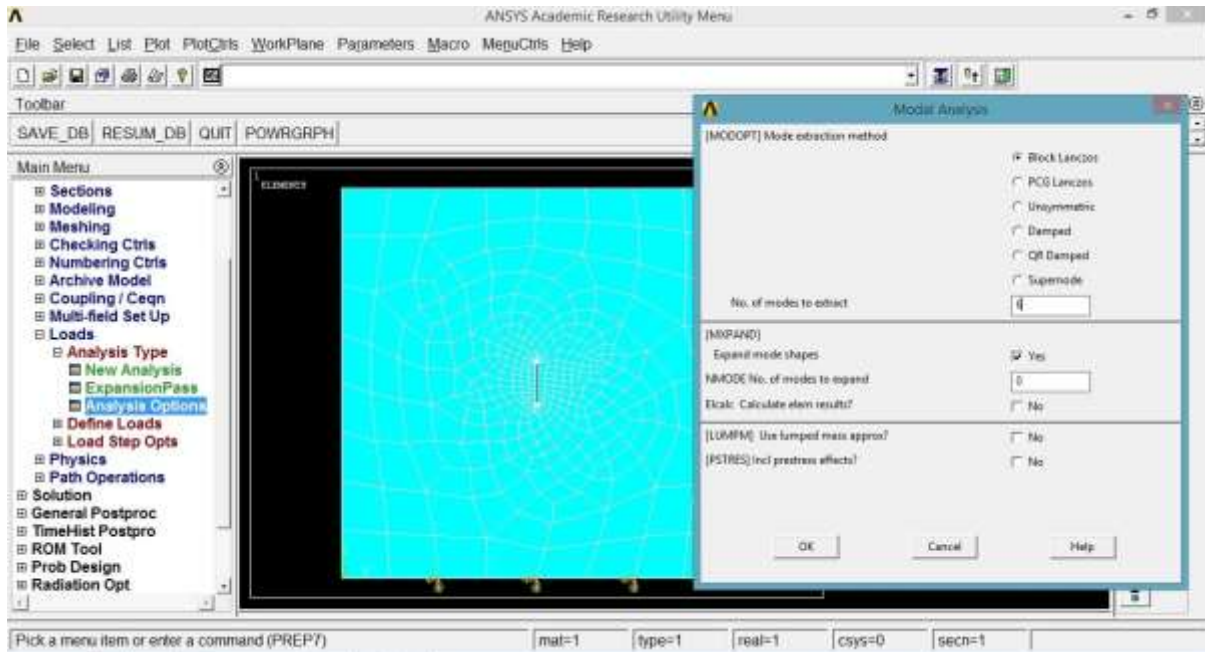 ANSYS Academic Research Utility Menu
File Select List Plot PlotCtrls WorkPlane Parameters Macro MenuCtrls Help
Toolbar
SAVE_DB RESUM_DB QUIT POWRGRPH
Main Menu
Sections
Modeling
Meshing
Checking Ctrls
Numbering Ctrls
Archive Model
Coupling / Ceqn
Multi-field Set Up
Loads
Analysis Type
New Analysis
ExpansionPass
Analysis Options
Define Loads
Load Step Opts
Physics
Path Operations
Solution
General Postproc
TimeHist Postpro
ROM Tool
Prob Design
Radiation Opt
1
ELEMENTS
Modal Analysis
[MODOPT] Mode extraction method
Block Lanczos
PCG Lanczos
Unsymmetric
Damped
QR Damped
Supernode
No. of modes to extract
[MXPAND]
Expand mode shapes Yes
NMODE No. of modes to expand 0
Elcalc Calculate elem results? No
[LUMPM] Use lumped mass approx? No
[PSTRES] Incl prestress effects? No
OK Cancel Help
Pick a menu item or enter a command (PREP7) mat=1 type=1 real=1 csys=0 secn=1